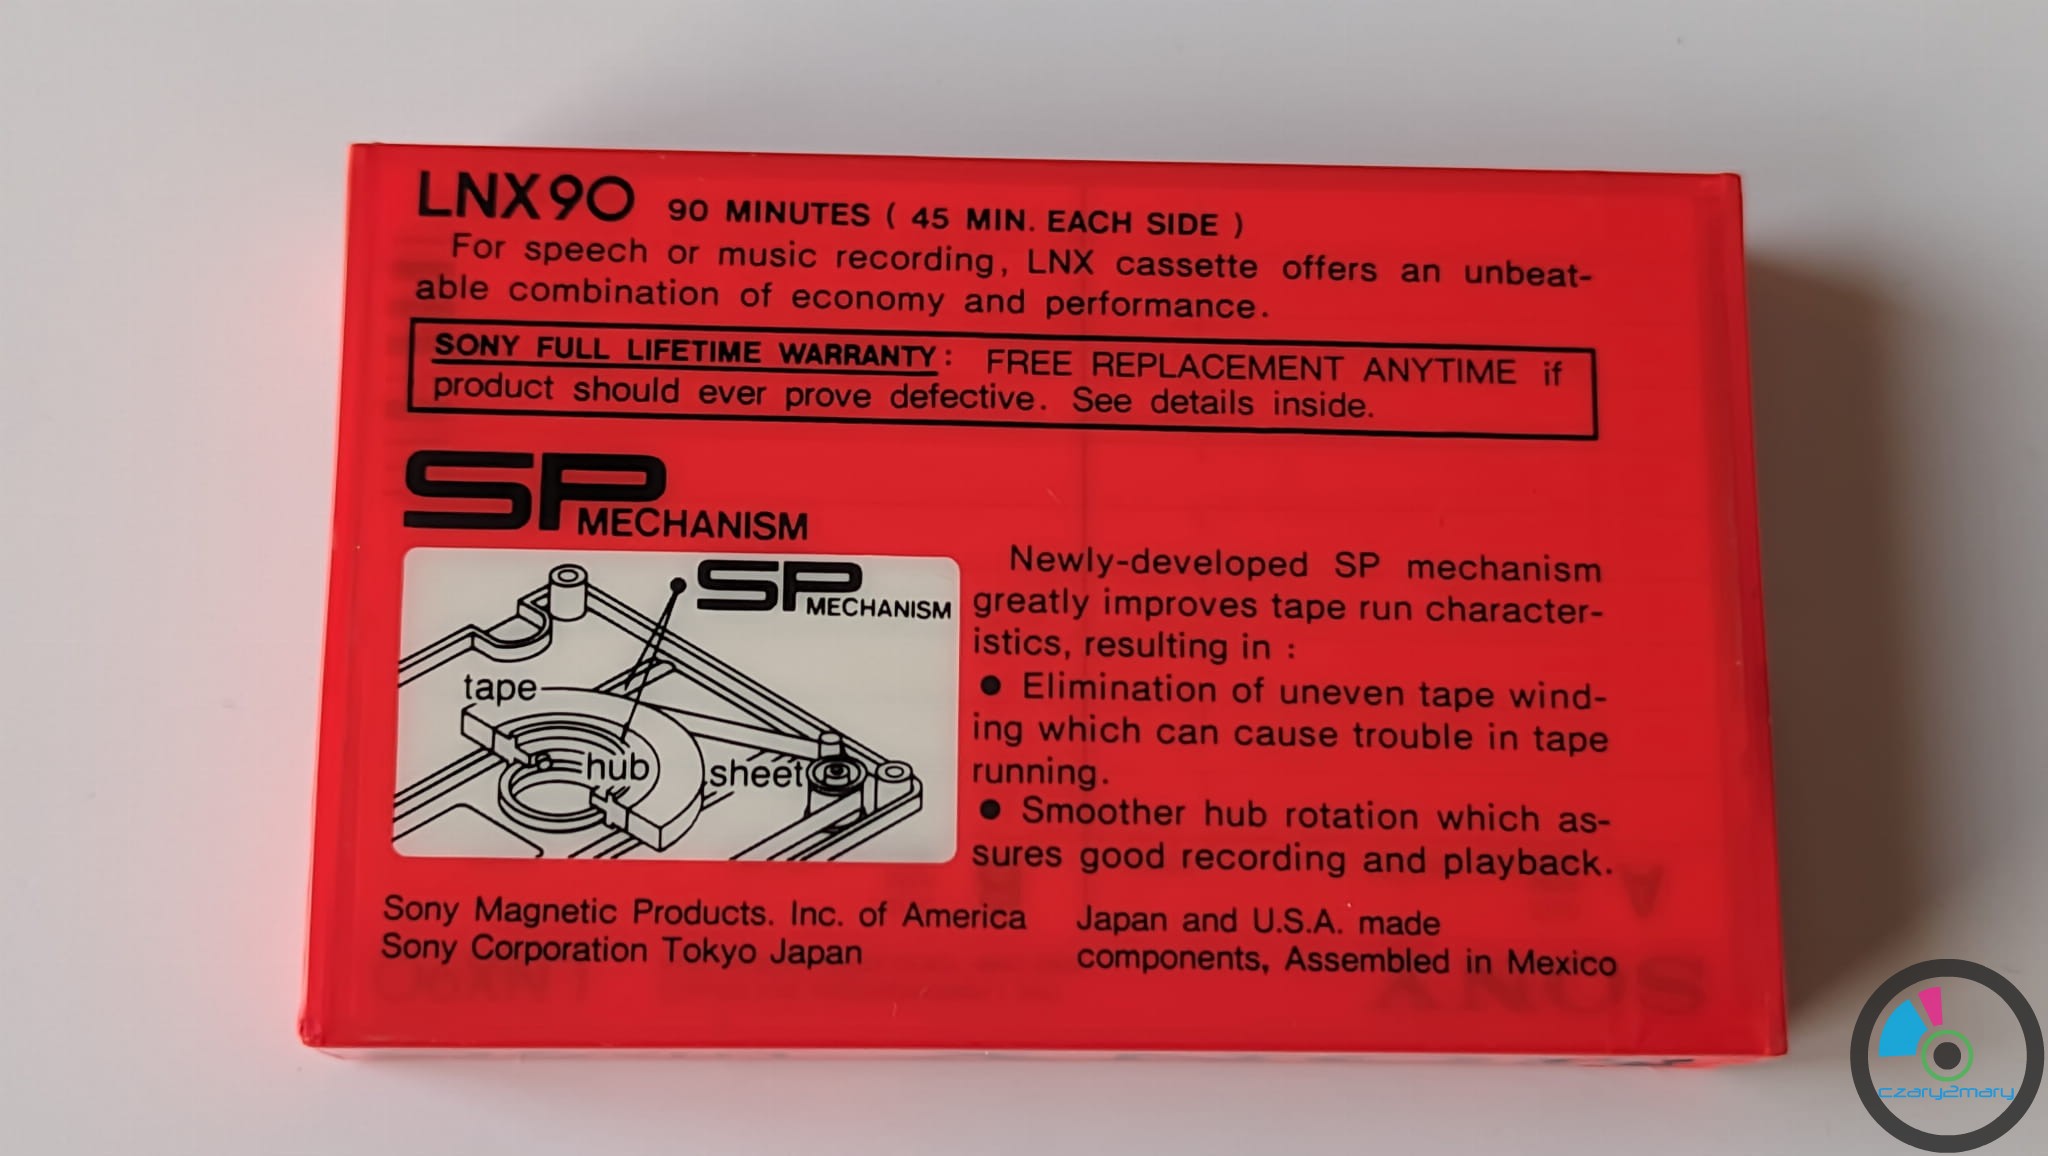 LNX90 90 MINUTES ( 45 MIN. EACH SIDE )
For speech or music recording, LNX cassette offers an unbeat-
able combination of economy and performance.
SONY FULL LIFETIME WARRANTY: FREE REPLACEMENT ANYTIME if
product should ever prove defective. See details inside.
SP MECHANISM
SP MECHANISM
tape
hub
sheet
Newly-developed SP mechanism
greatly improves tape run character-
istics, resulting in :
● Elimination of uneven tape wind-
ing which can cause trouble in tape
running.
● Smoother hub rotation which as-
sures good recording and playback.
Sony Magnetic Products. Inc. of America
Sony Corporation Tokyo Japan
Japan and U.S.A. made
components, Assembled in Mexico
A
SONY
LNX90
czary2mary